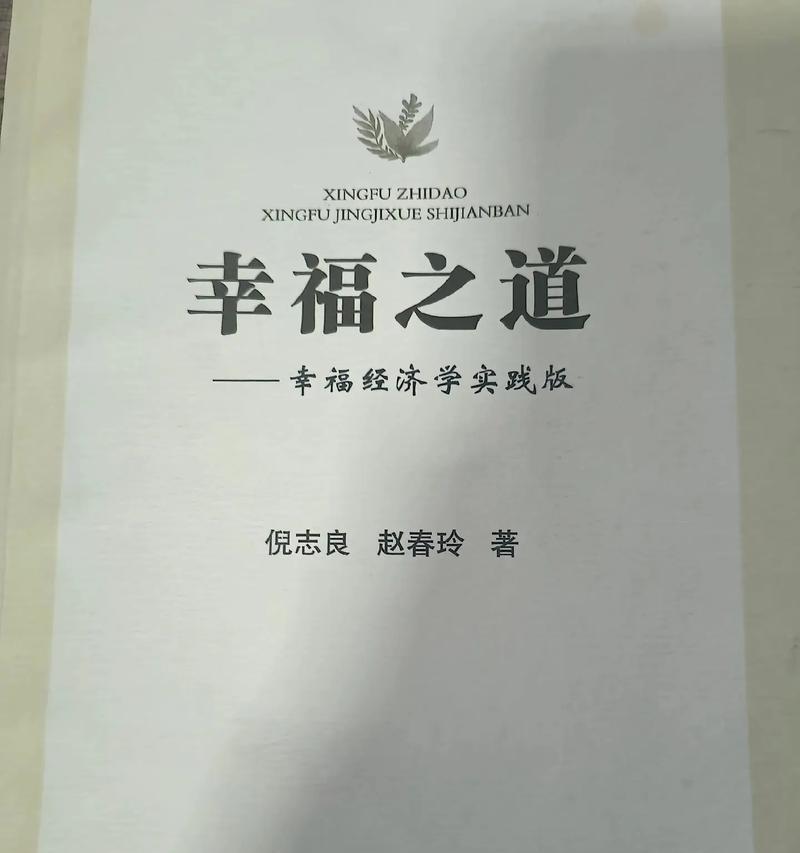 XINGFU ZHIDAO
XINGFU JINGJIXUE SHIJIANBAN
幸福之道
——幸福经济学实践版
倪志良 赵春玲 著